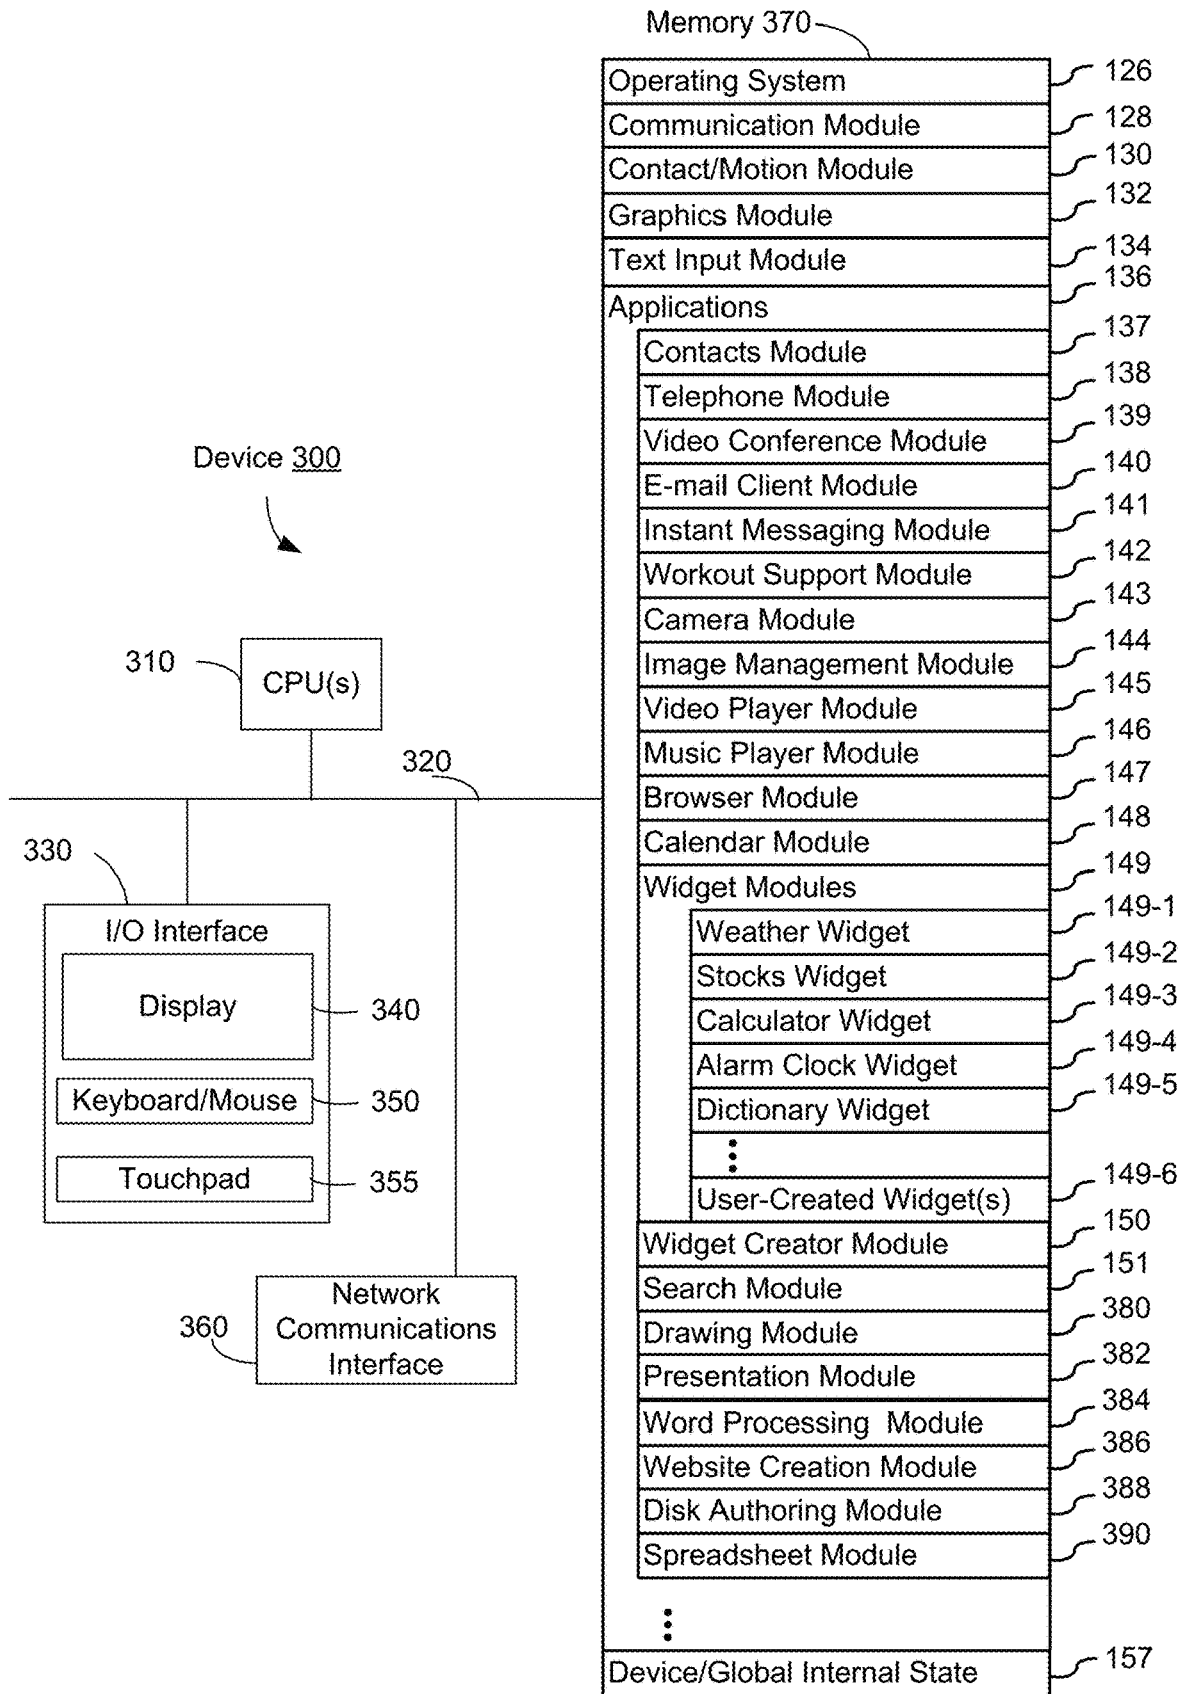 Memory 370
Operating System 126
Communication Module 128
Contact/Motion Module 130
Graphics Module 132
Text Input Module 134
Applications 136
Contacts Module 137
Telephone Module 138
Video Conference Module 139
E-mail Client Module 140
Instant Messaging Module 141
Workout Support Module 142
Camera Module 143
Image Management Module 144
Video Player Module 145
Music Player Module 146
Browser Module 147
Calendar Module 148
Widget Modules 149
Weather Widget 149-1
Stocks Widget 149-2
Calculator Widget 149-3
Alarm Clock Widget 149-4
Dictionary Widget 149-5
User-Created Widget(s) 149-6
Widget Creator Module 150
Search Module 151
Drawing Module 380
Presentation Module 382
Word Processing Module 384
Website Creation Module 386
Disk Authoring Module 388
Spreadsheet Module 390
Device/Global Internal State 157
Device 300
310
CPU(s)
320
330
I/O Interface
Display 340
Keyboard/Mouse 350
Touchpad 355
360
Network
Communications
Interface